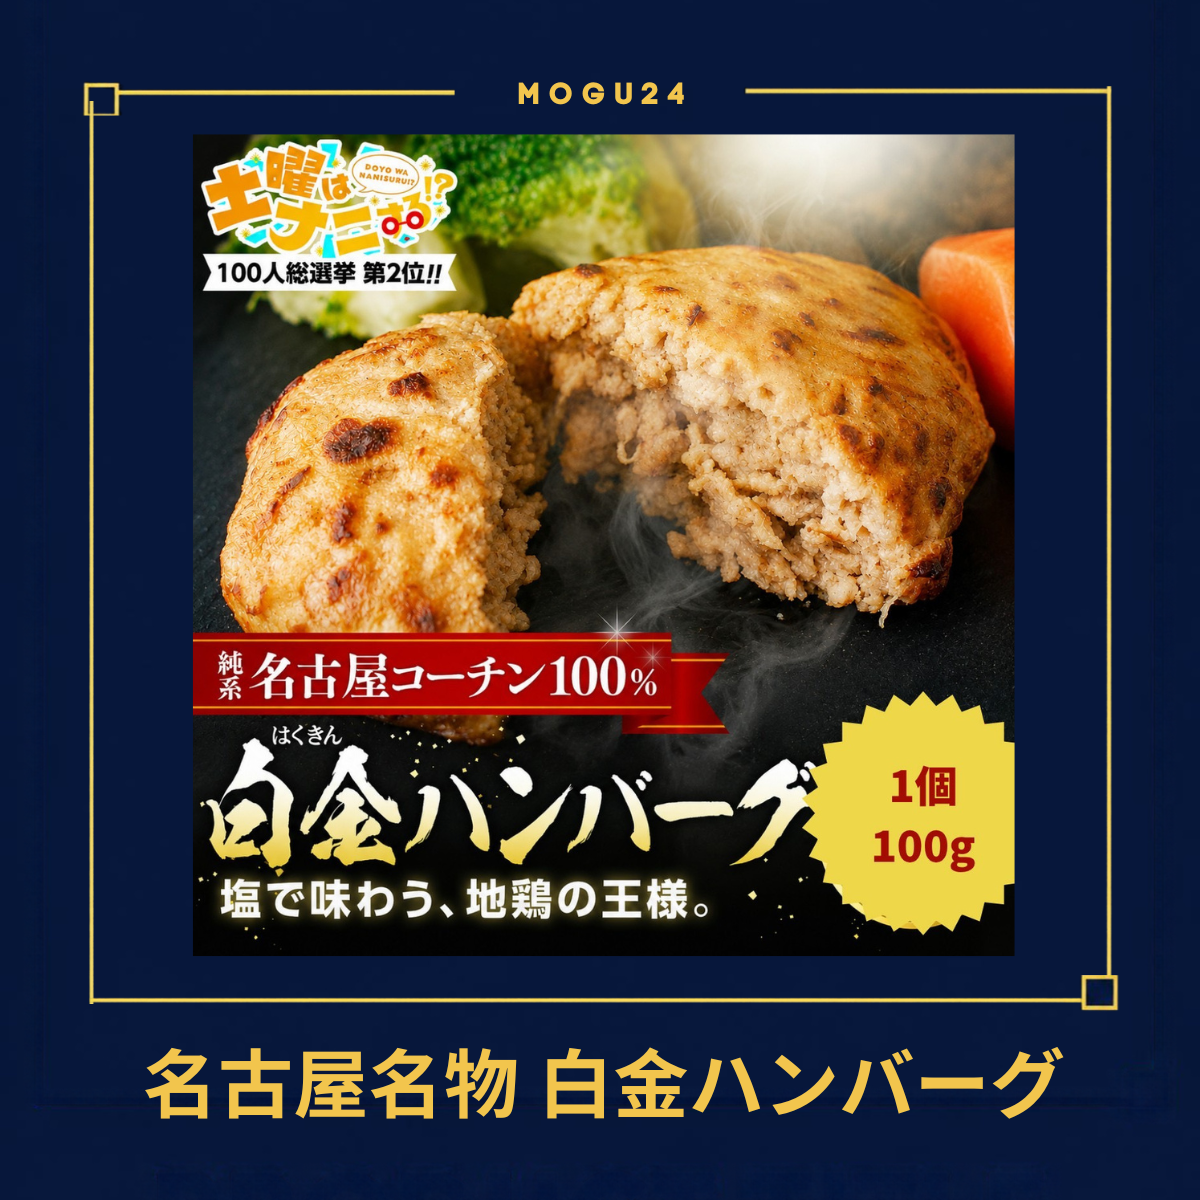 MOGU24
土曜は
DOYO WA
NANISURU!?
ナニする!?
100人総選挙 第2位!!
純系 名古屋コーチン100%
はくきん
白金ハンバーグ
1個
100g
塩で味わう、地鶏の王様。
名古屋名物 白金ハンバーグ